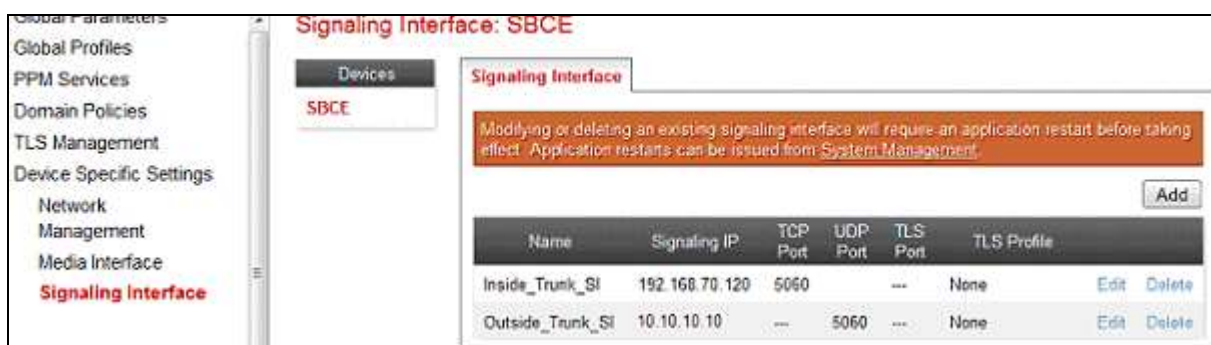 Global Parameters
Global Profiles
PPM Services
Domain Policies
TLS Management
Device Specific Settings
Network
Management
Media Interface
Signaling Interface
Signaling Interface: SBCE
Devices
SBCE
Signaling Interface
Modifying or deleting an existing signaling interface will require an application restart before taking
effect. Application restarts can be issued from System Management.
Add
Name Signaling IP TCP Port UDP Port TLS Port TLS Profile
Inside_Trunk_SI 192.168.70.120 5060 --- None Edit Delete
Outside_Trunk_SI 10.10.10.10 --- 5060 --- None Edit Delete